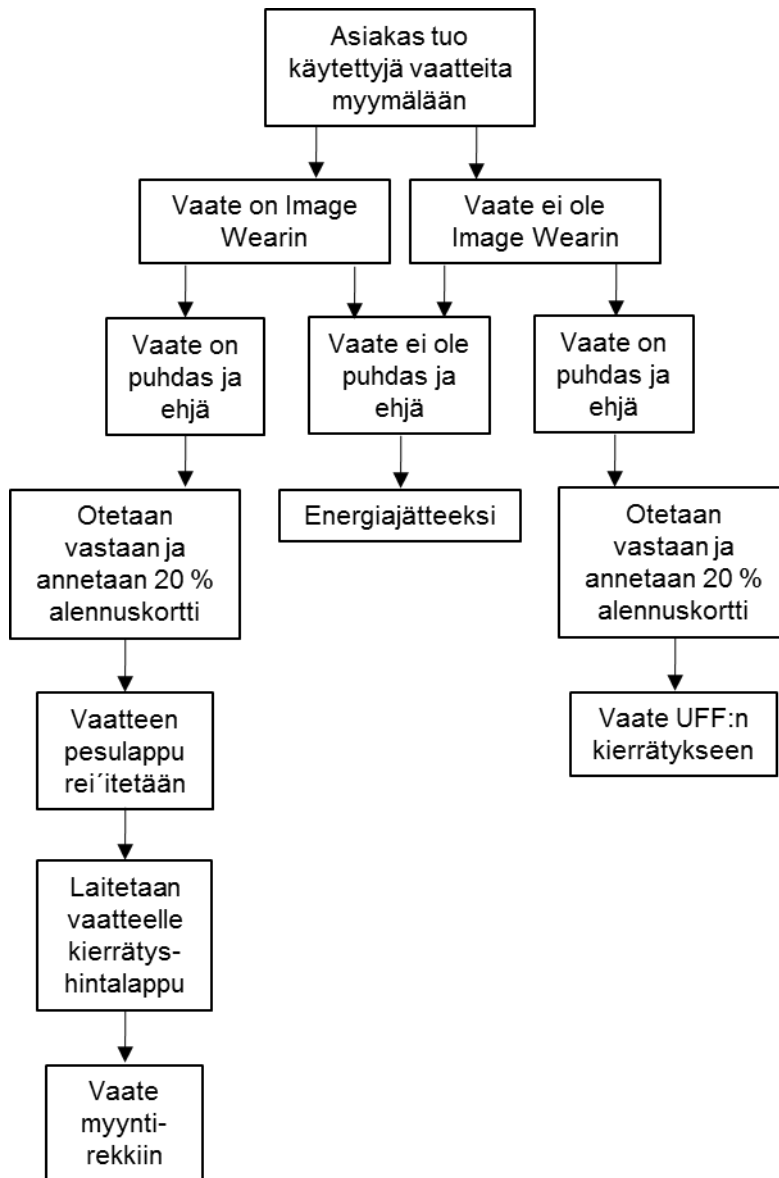 Asiakas tuo
käytettyjä vaatteita
myymälään
Vaate on Image
Wearin
Vaate ei ole
Image Wearin
Vaate on
puhdas ja
ehjä
Vaate ei ole
puhdas ja
ehjä
Vaate on
puhdas ja
ehjä
Otetaan
vastaan ja
annetaan 20 %
alennuskortti
Energiajätteeksi
Otetaan
vastaan ja
annetaan 20 %
alennuskortti
Vaatteen
pesulappu
rei´itetään
Vaate UFF:n
kierrätykseen
Laitetaan
vaatteelle
kierrätys-
hintalappu
Vaate
myynti-
rekkiin